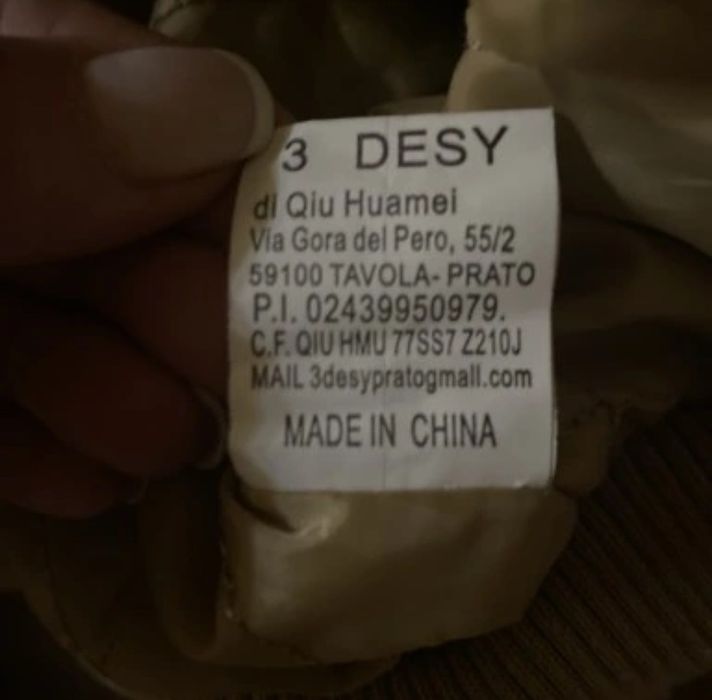 3 DESY
di Qiu Huamei
Via Gora del Pero, 55/2
59100 TAVOLA- PRATO
P.I. 02439950979.
C.F. QIU HMU 77SS7 Z210J
MAIL 3desypratogmall.com
MADE IN CHINA